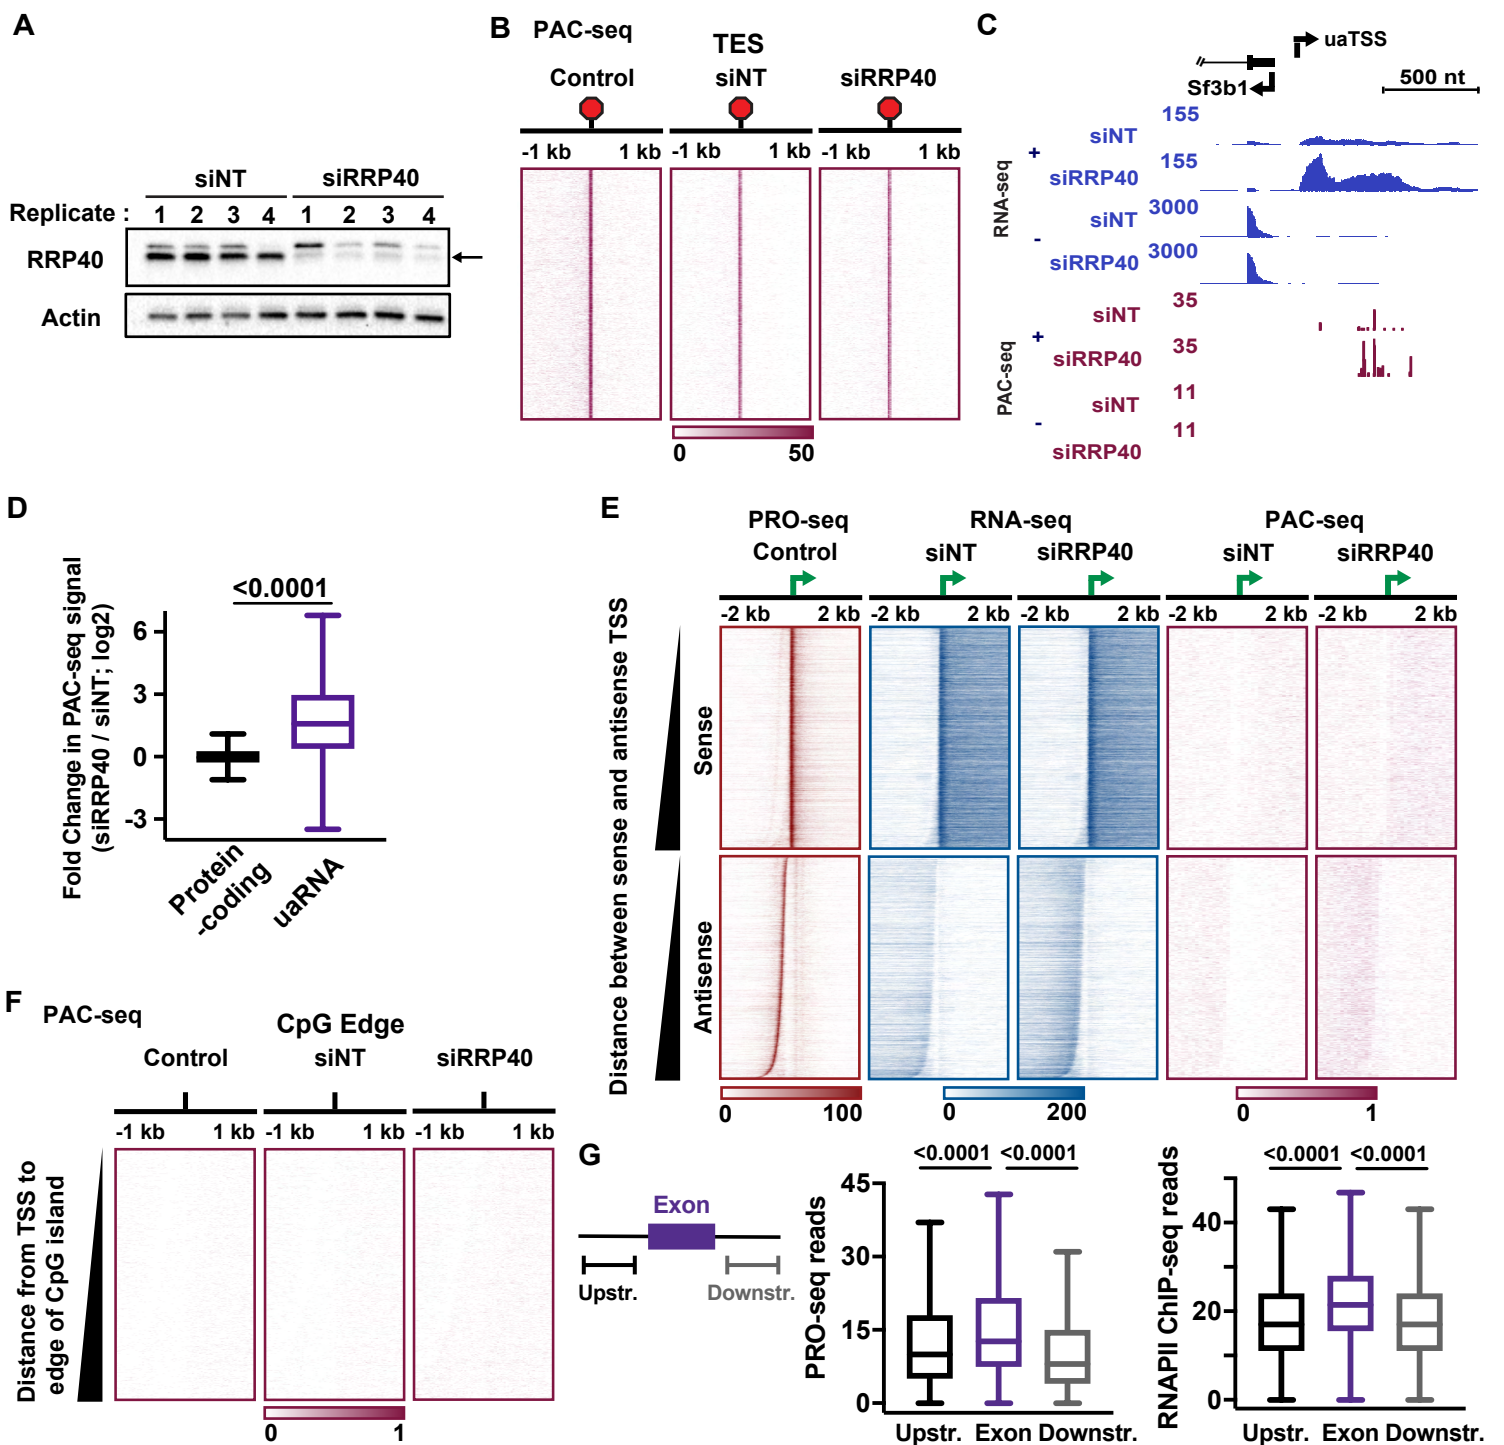 A
siNT siRRP40
Replicate : 1 2 3 4 1 2 3 4
RRP40
Actin
B PAC-seq
TES
Control siNT siRRP40
-1 kb 1 kb -1 kb 1 kb -1 kb 1 kb
0 50
C
uaTSS
Sf3b1
500 nt
RNA-seq
+
siNT 155
siRRP40 155
-
siNT 3000
siRRP40 3000
PAC-seq
+
siNT 35
siRRP40 35
-
siNT 11
siRRP40 11
D
Fold Change in PAC-seq signal
(siRRP40 / siNT; log2)
<0.0001
6
3
0
-3
Protein
-coding
uaRNA
E
PRO-seq RNA-seq PAC-seq
Control siNT siRRP40 siNT siRRP40
-2 kb 2 kb -2 kb 2 kb -2 kb 2 kb -2 kb 2 kb -2 kb 2 kb
Distance between sense and antisense TSS
Sense
Antisense
0 100 0 200 0 1
F
PAC-seq
CpG Edge
Control siNT siRRP40
-1 kb 1 kb -1 kb 1 kb -1 kb 1 kb
Distance from TSS to
edge of CpG island
0 1
G
Exon
Upstr. Downstr.
PRO-seq reads
<0.0001 <0.0001
45
30
15
0
Upstr. Exon Downstr.
RNAPII ChIP-seq reads
<0.0001 <0.0001
40
20
0
Upstr. Exon Downstr.